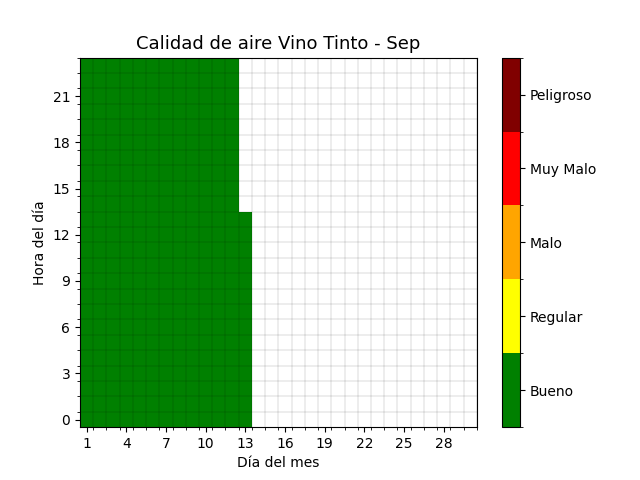 Calidad de aire Vino Tinto - Sep
Hora del día
21
18
15
12
9
6
3
0
1 4 7 10 13 16 19 22 25 28
Día del mes
Peligroso
Muy Malo
Malo
Regular
Bueno